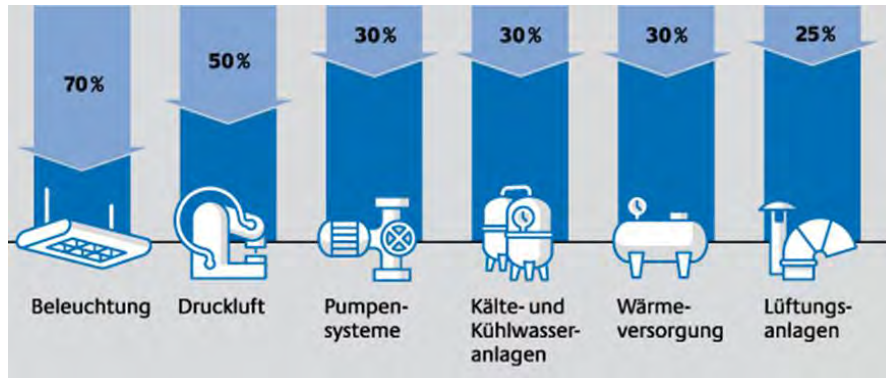 70%
50%
30%
30%
30%
25%
Beleuchtung
Druckluft
Pumpen-
systeme
Kälte- und
Kühlwasser-
anlagen
Wärme-
versorgung
Lüftungs-
anlagen